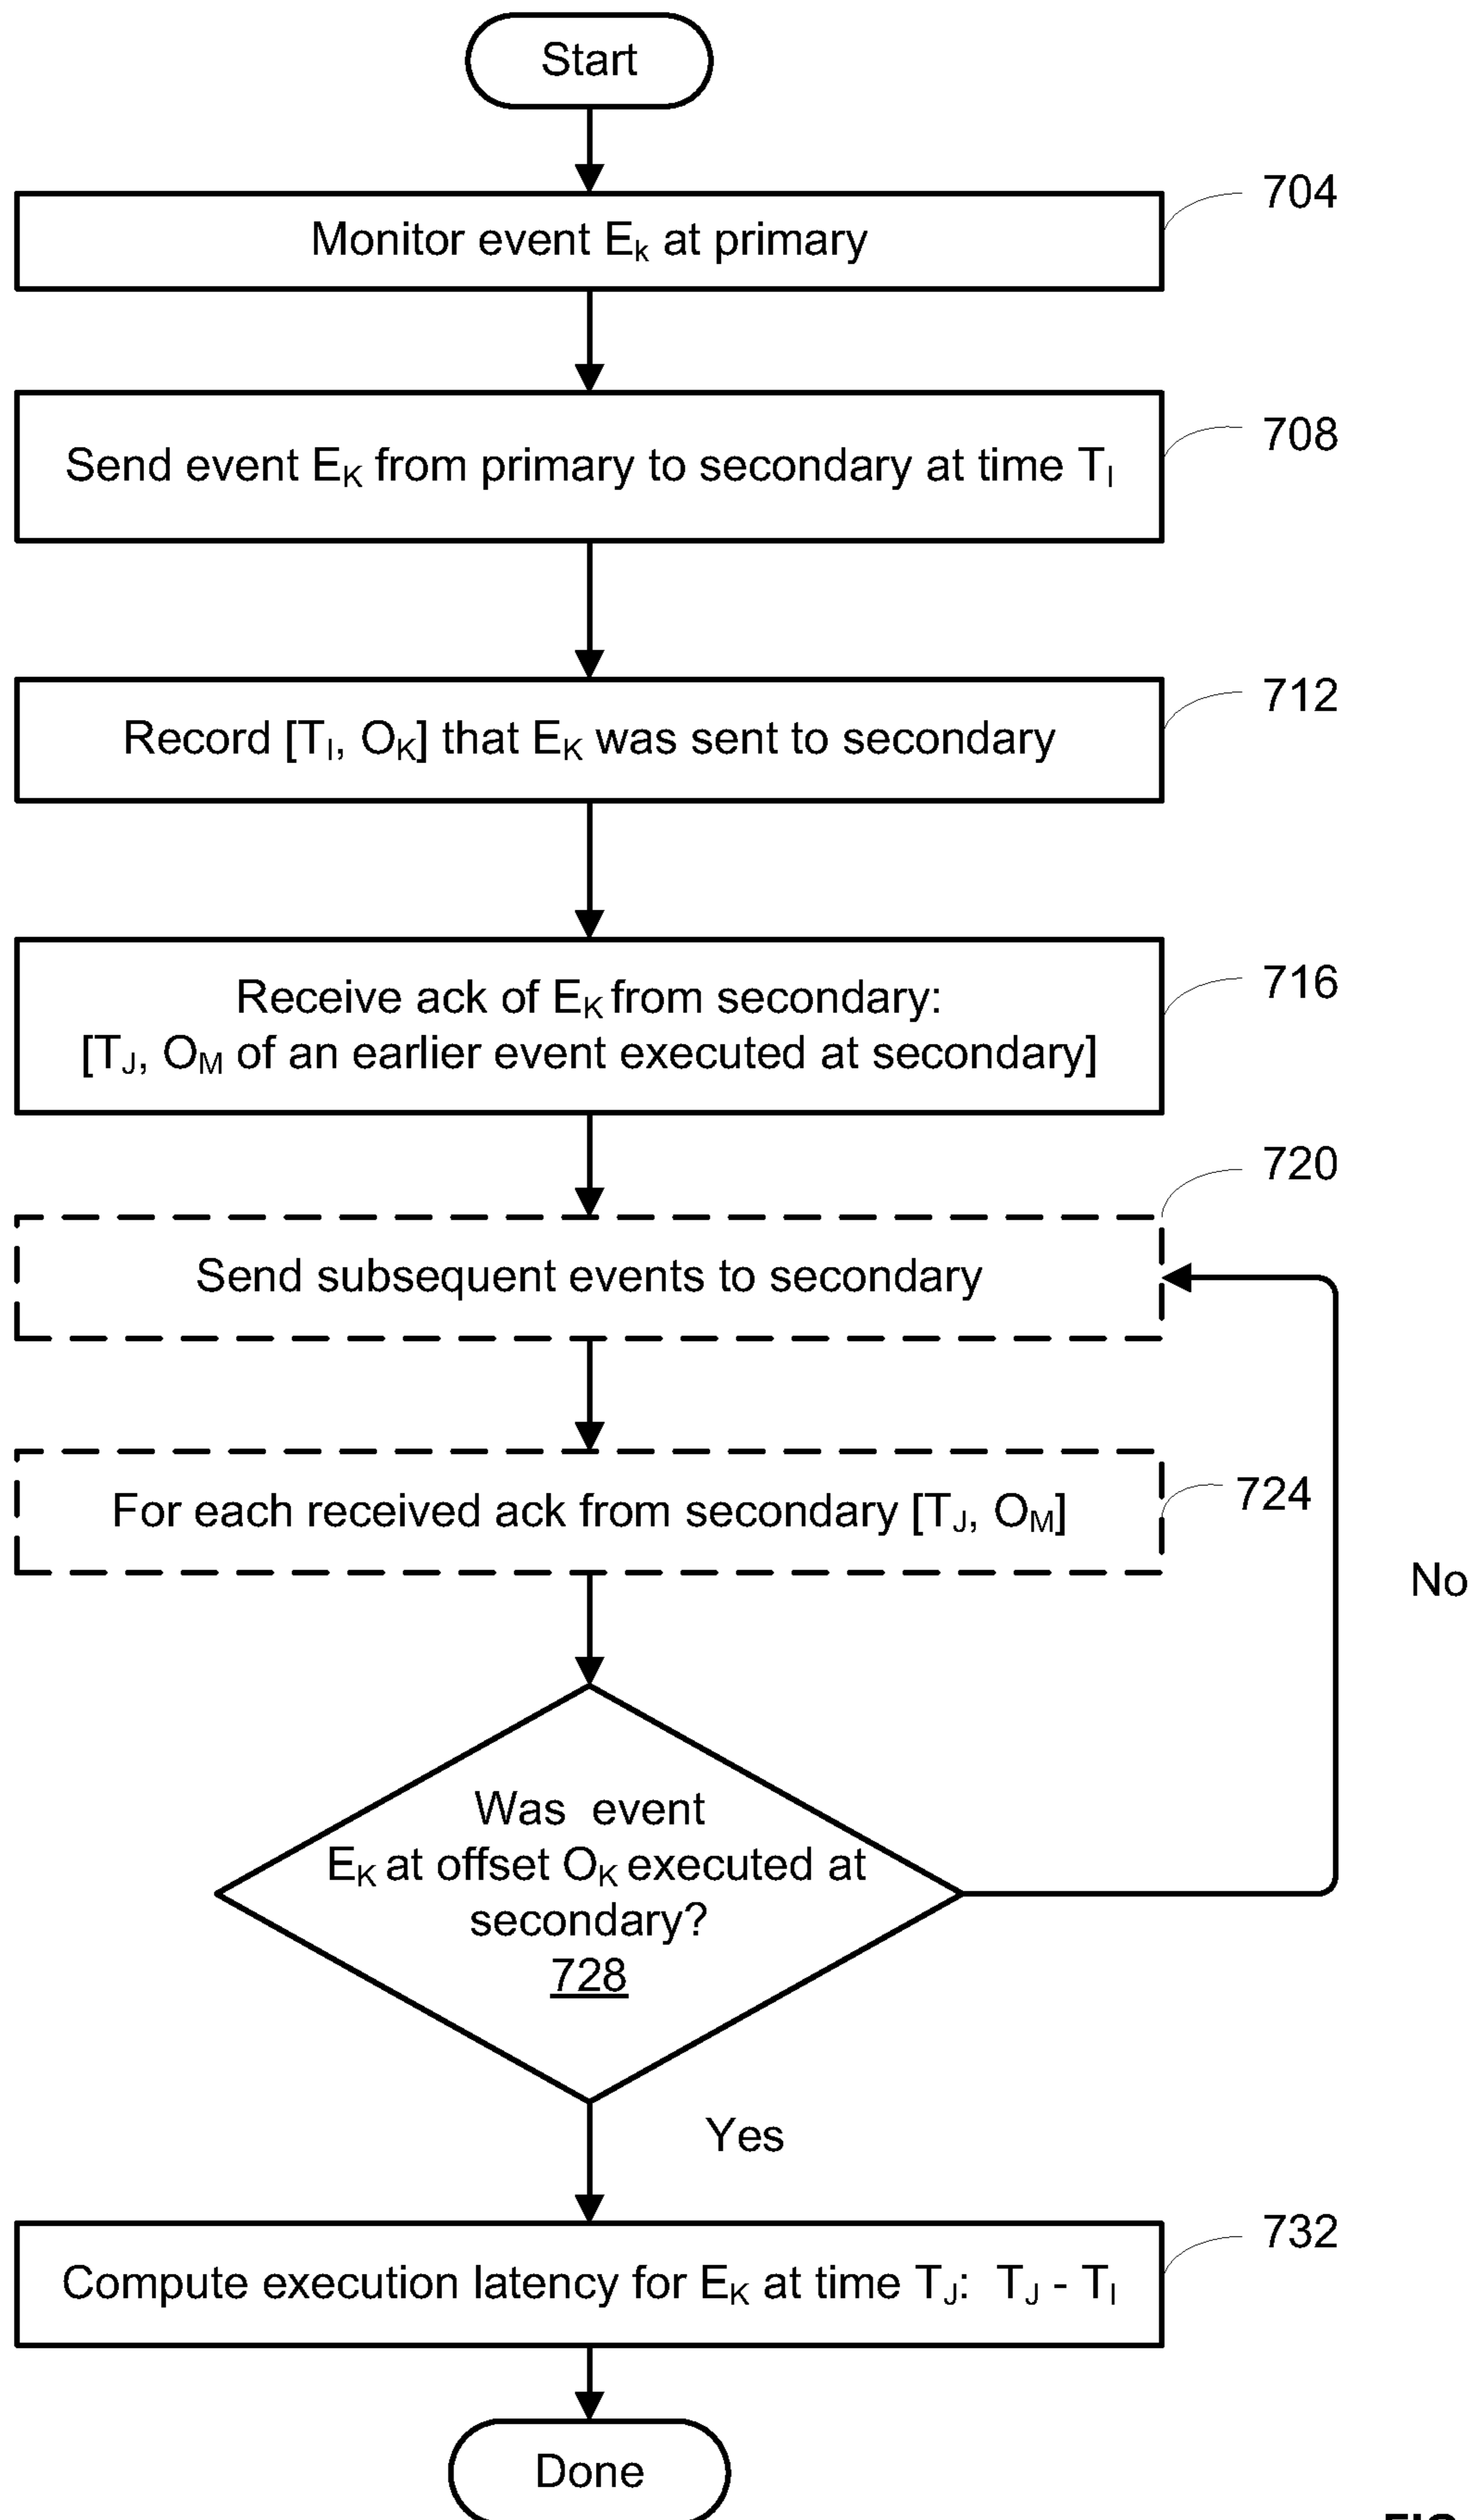 Start
704
Monitor event Ek at primary
708
Send event EK from primary to secondary at time TI
712
Record [TI, OK] that EK was sent to secondary
716
Receive ack of EK from secondary:
[TJ, OM of an earlier event executed at secondary]
720
Send subsequent events to secondary
724
For each received ack from secondary [TJ, OM]
No
Was event
EK at offset OK executed at
secondary?
728
Yes
732
Compute execution latency for EK at time TJ: TJ - TI
Done